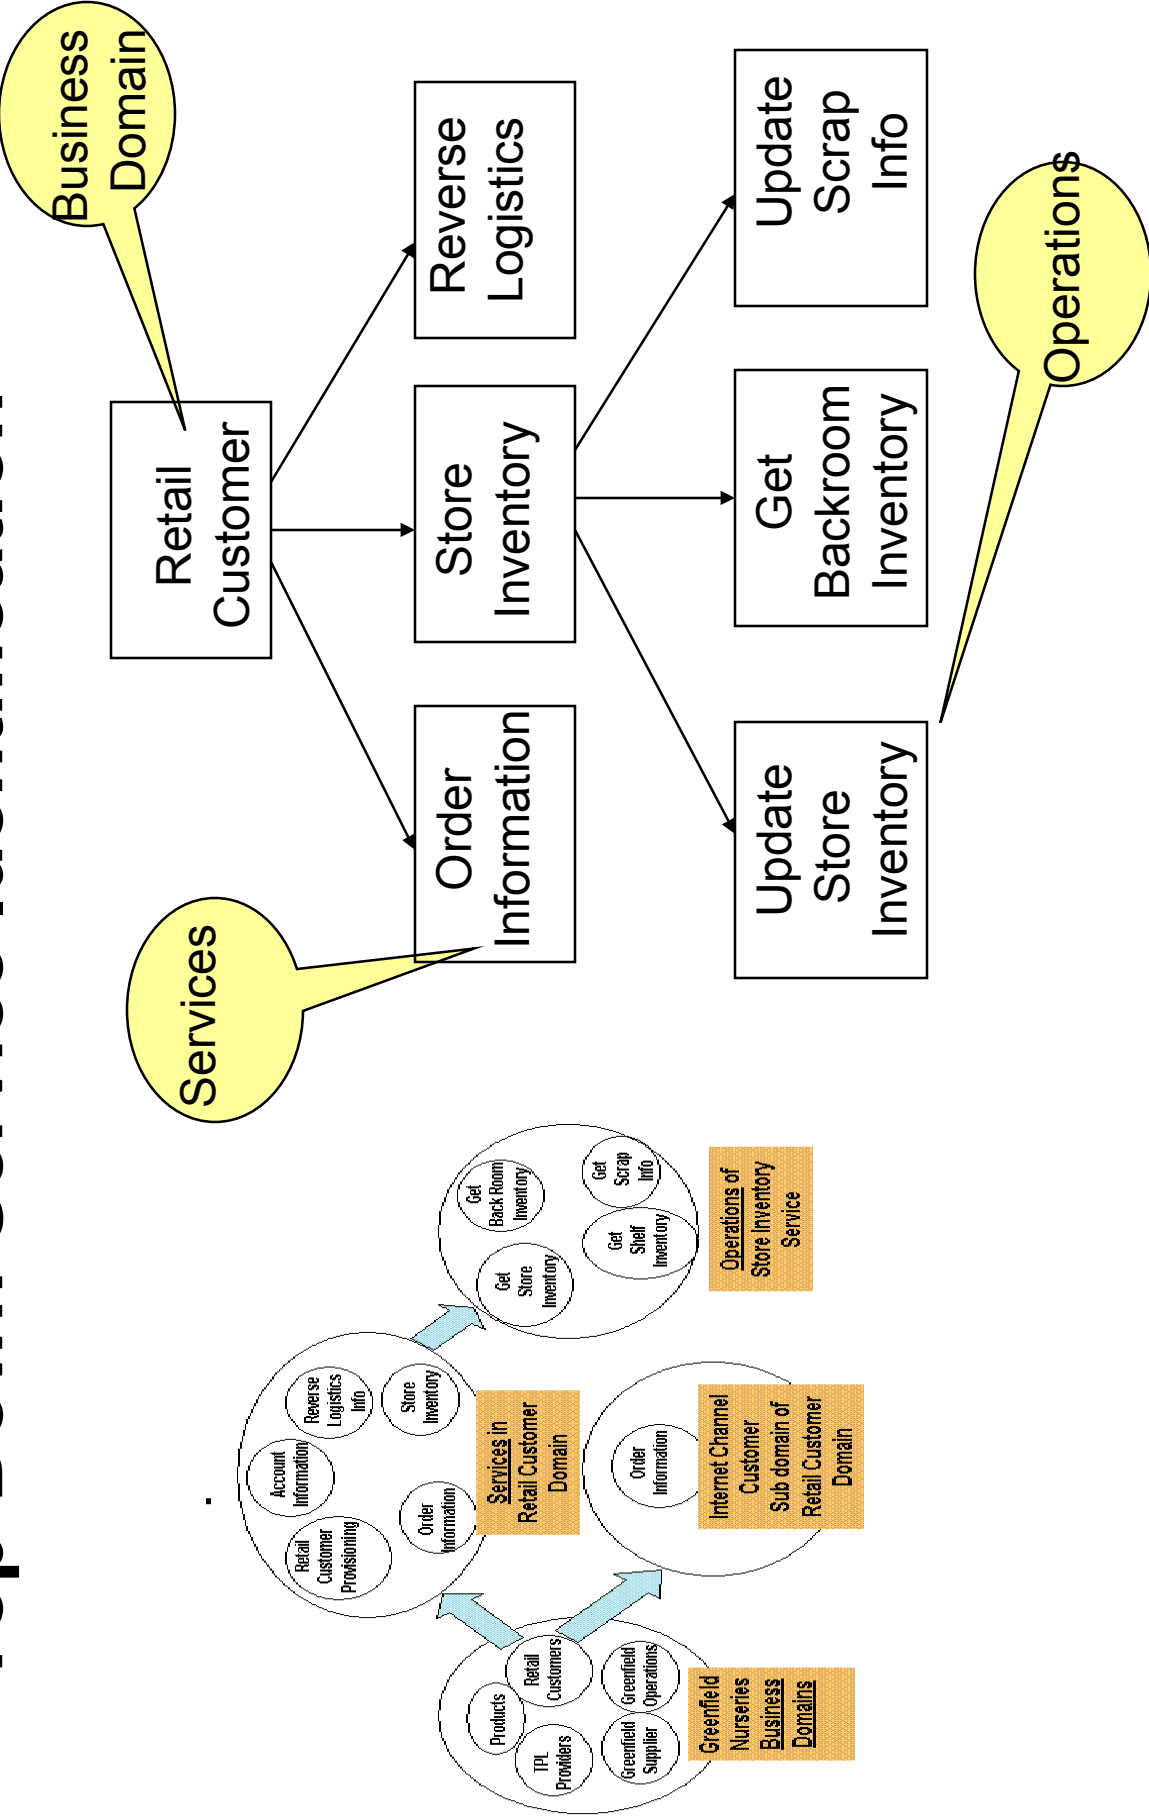 Top Down Service Identification
.
Retail
Customer
Provisioning
Account
Information
Reverse
Logistics
Info
Order
Information
Store
Inventory
Services in
Retail Customer
Domain
Products
Retail
Customers
TPL
Providers
Greenfield
Supplier
Greenfield
Operations
Greenfield
Nurseries
Business
Domains
Order
Information
Internet Channel
Customer
Sub domain of
Retail Customer
Domain
Get
Store
Inventory
Get
Back Room
Inventory
Get
Shelf
Inventory
Get
Scrap
Info
Operations of
Store Inventory
Service
Services
Business
Domain
Retail
Customer
Order
Information
Store
Inventory
Reverse
Logistics
Update
Store
Inventory
Get
Backroom
Inventory
Update
Scrap
Info
Operations